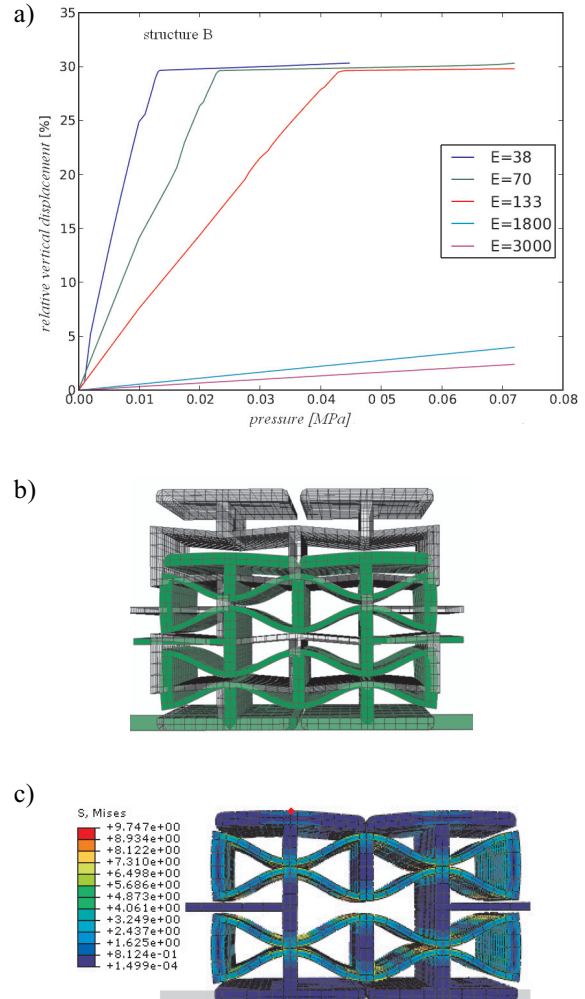 a)
structure B
35
30
25
20
15
10
5
0
relative vertical displacement [%]
E=38
E=70
E=133
E=1800
E=3000
0.00 0.01 0.02 0.03 0.04 0 05 0.06 0.07 0.08
pressure [MPa]
b)
c)
S, Mises
+9.747e+00
+8.934e+00
+8.122e+00
+7.310e+00
+6.498e+00
+5.686e+00
+4.873e+00
+4.061e+00
+3.249e+00
+2.437e+00
+1.625e+00
+8.124e-01
+1.499e-04